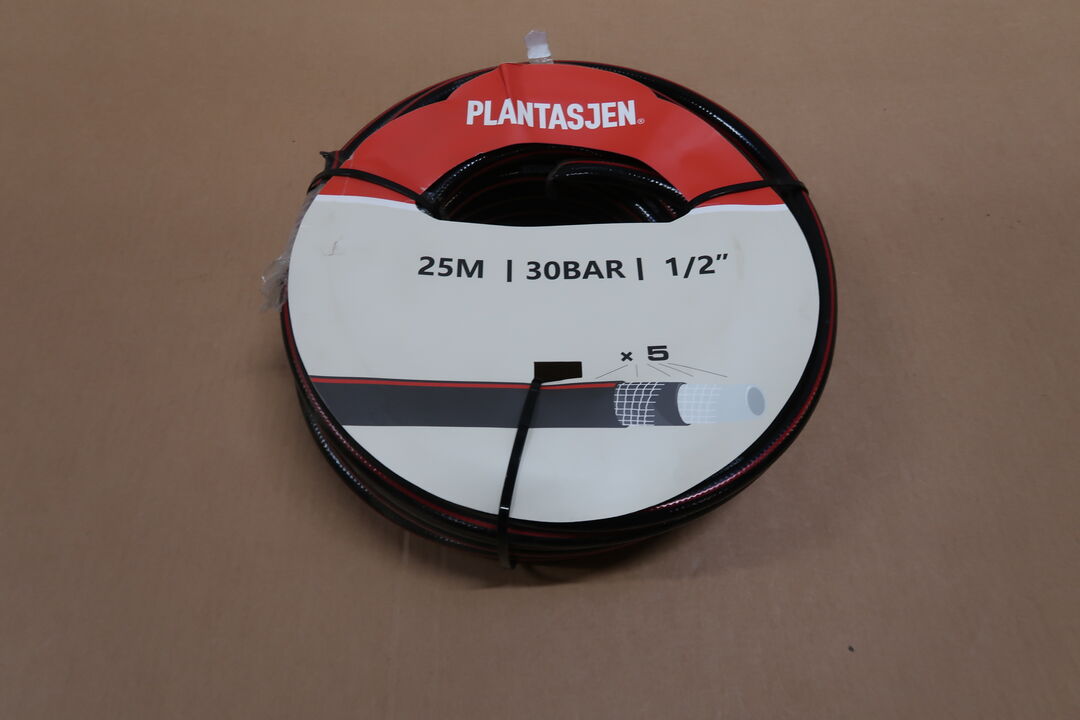 PLANTASJEN®
25M | 30BAR | 1/2"
× 5